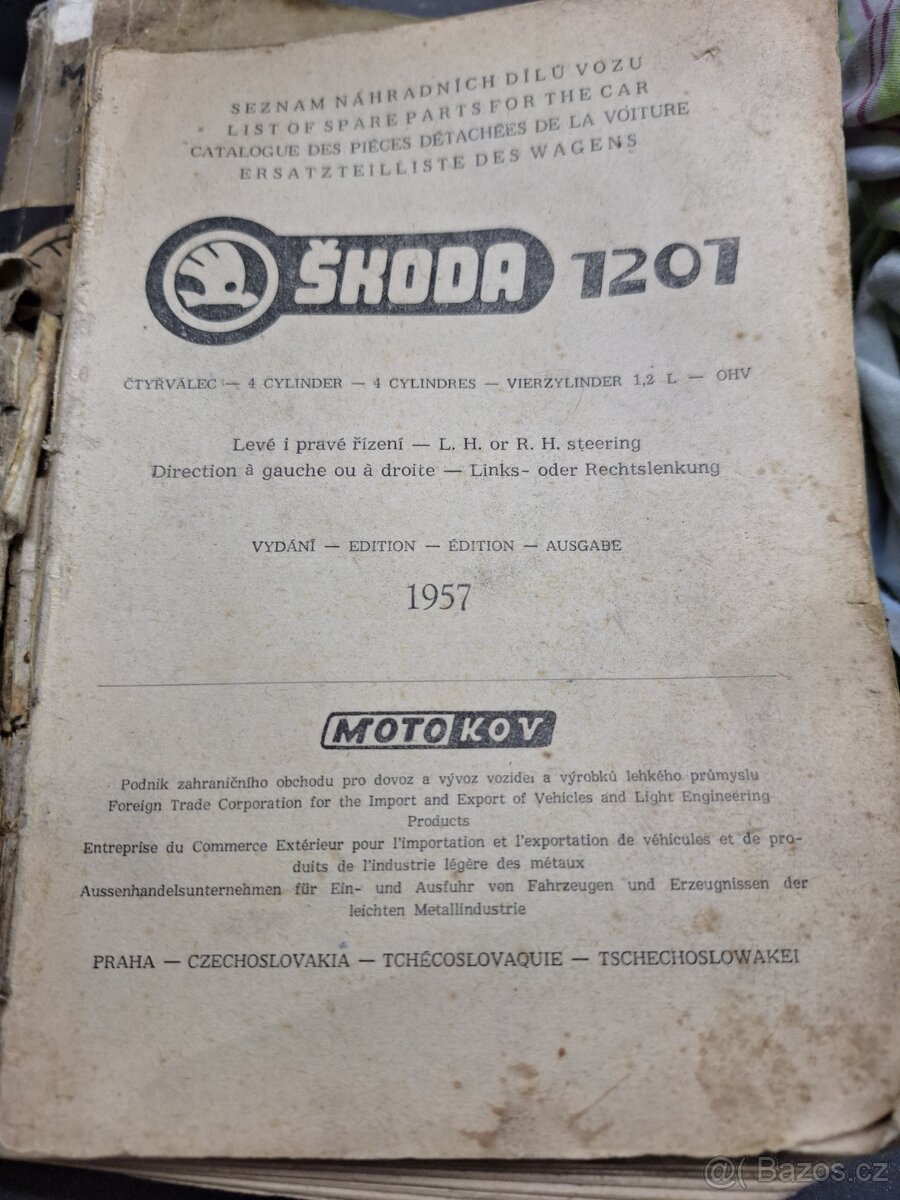 M
SEZNAM NÁHRADNÍCH DÍLŮ VOZU
LIST OF SPARE PARTS FOR THE CAR
CATALOGUE DES PIÈCES DÉTACHÉES DE LA VOITURE
ERSATZTEILLISTE DES WAGENS
ŠKODA 1201
ČTYŘVÁLEC — 4 CYLINDER — 4 CYLINDRES — VIERZYLINDER 1,2 L — OHV
Levé i pravé řízení — L. H. or R. H. steering
Direction à gauche ou à droite — Links- oder Rechtslenkung
VYDÁNÍ — EDITION — ÉDITION — AUSGABE
1957
MOTOKOV
Podnik zahraničního obchodu pro dovoz a vývoz vozidel a výrobků lehkého průmyslu
Foreign Trade Corporation for the Import and Export of Vehicles and Light Engineering
Products
Entreprise du Commerce Extérieur pour l'importation et l'exportation de véhicules et de pro-
duits de l'industrie légère des métaux
Aussenhandelsunternehmen für Ein- und Ausfuhr von Fahrzeugen und Erzeugnissen der
leichten Metallindustrie
PRAHA — CZECHOSLOVAKIA — TCHÉCOSLOVAQUIE — TSCHECHOSLOWAKEI
@( Bazos.cz